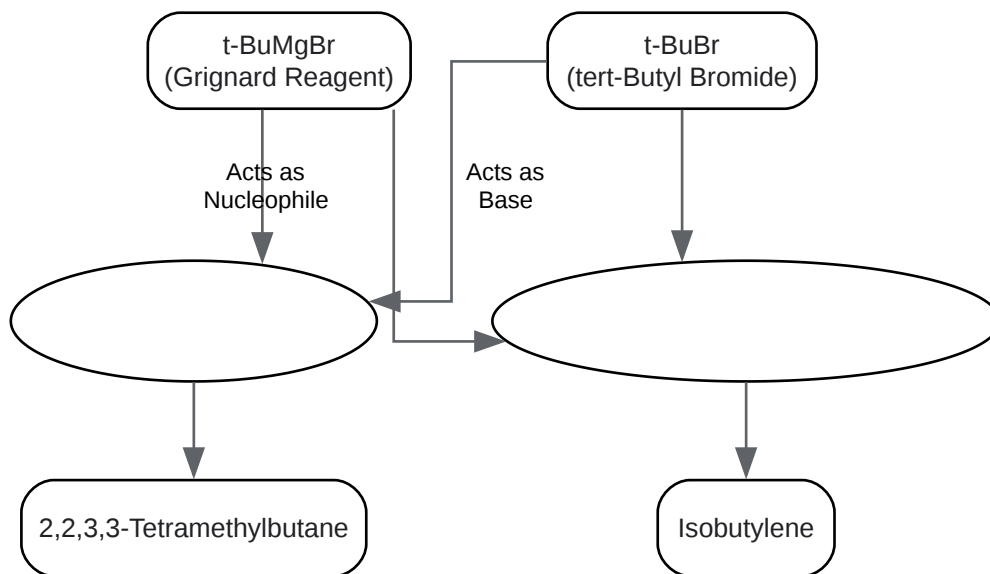 t-BuMgBr
(Grignard Reagent)
t-BuBr
(tert-Butyl Bromide)
Acts as
Nucleophile
Acts as
Base
2,2,3,3-Tetramethylbutane
Isobutylene